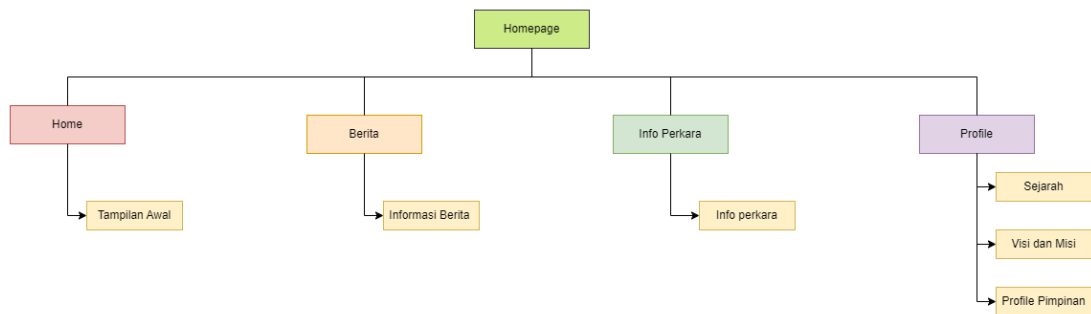 Homepage
Home
Berita
Info Perkara
Profile
Tampilan Awal
Informasi Berita
Info perkara
Sejarah
Visi dan Misi
Profile Pimpinan